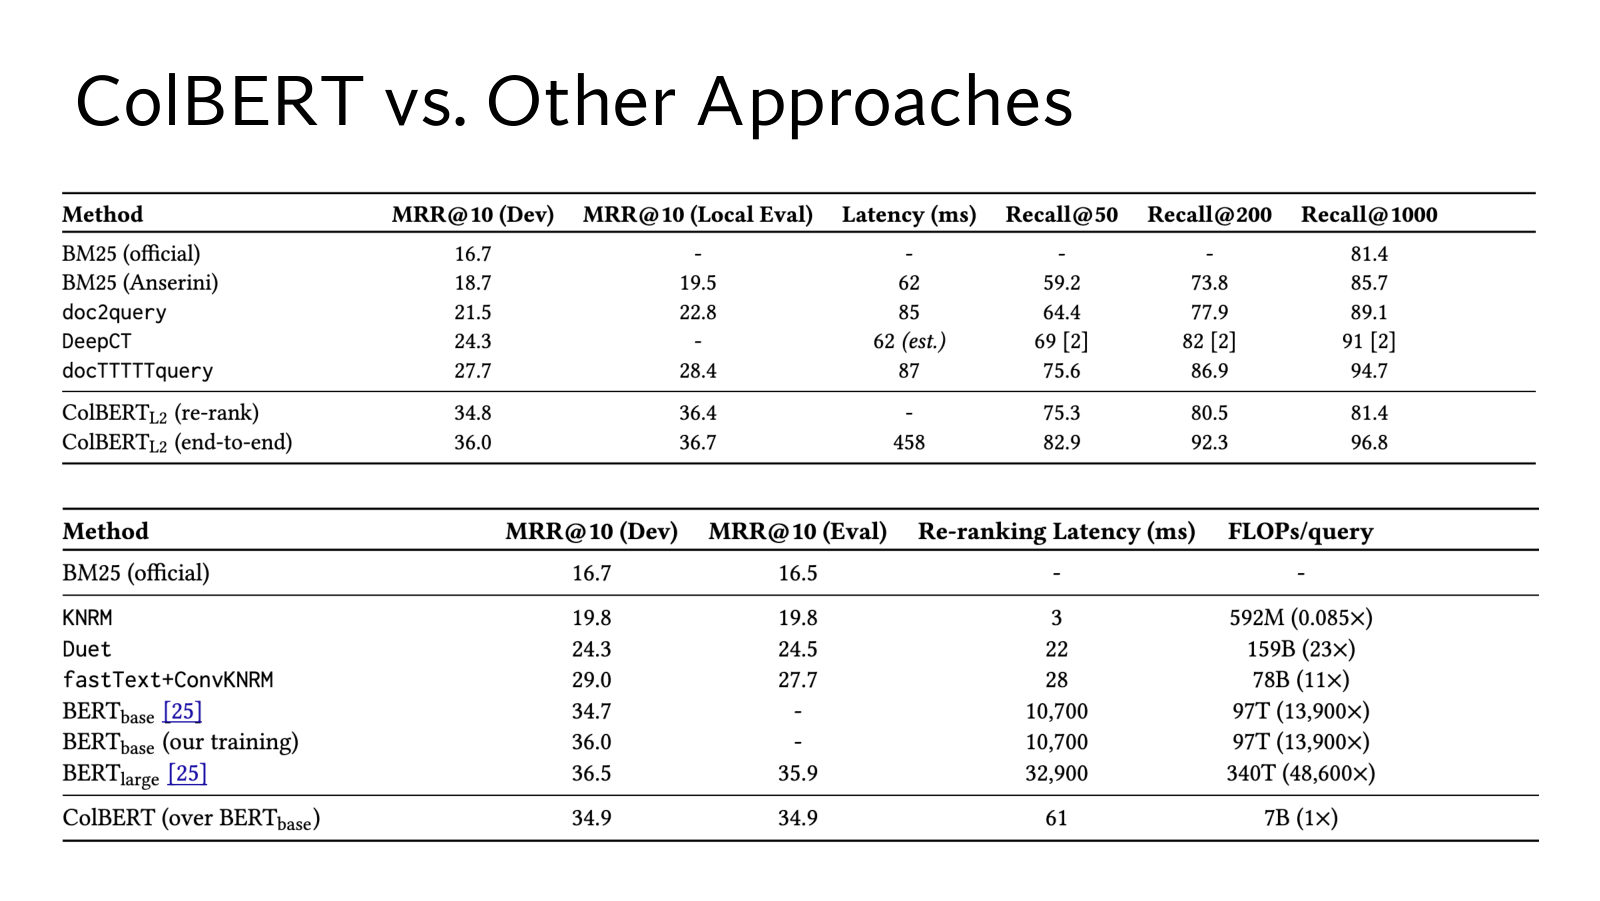 ColBERT vs. Other Approaches
Method MRR@10 (Dev) MRR@10 (Local Eval) Latency (ms) Recall@50 Recall@200 Recall@1000
BM25 (official) 16.7 - - - - 81.4
BM25 (Anserini) 18.7 19.5 62 59.2 73.8 85.7
doc2query 21.5 22.8 85 64.4 77.9 89.1
DeepCT 24.3 - 62 (est.) 69 [2] 82 [2] 91 [2]
docTTTTTquery 27.7 28.4 87 75.6 86.9 94.7
ColBERTL2 (re-rank) 34.8 36.4 - 75.3 80.5 81.4
ColBERTL2 (end-to-end) 36.0 36.7 458 82.9 92.3 96.8
Method MRR@10 (Dev) MRR@10 (Eval) Re-ranking Latency (ms) FLOPs/query
BM25 (official) 16.7 16.5 - -
KNRM 19.8 19.8 3 592M (0.085×)
Duet 24.3 24.5 22 159B (23×)
fastText+ConvKNRM 29.0 27.7 28 78B (11×)
BERTbase [25] 34.7 - 10,700 97T (13,900×)
BERTbase (our training) 36.0 - 10,700 97T (13,900×)
BERTlarge [25] 36.5 35.9 32,900 340T (48,600×)
ColBERT (over BERTbase) 34.9 34.9 61 7B (1×)